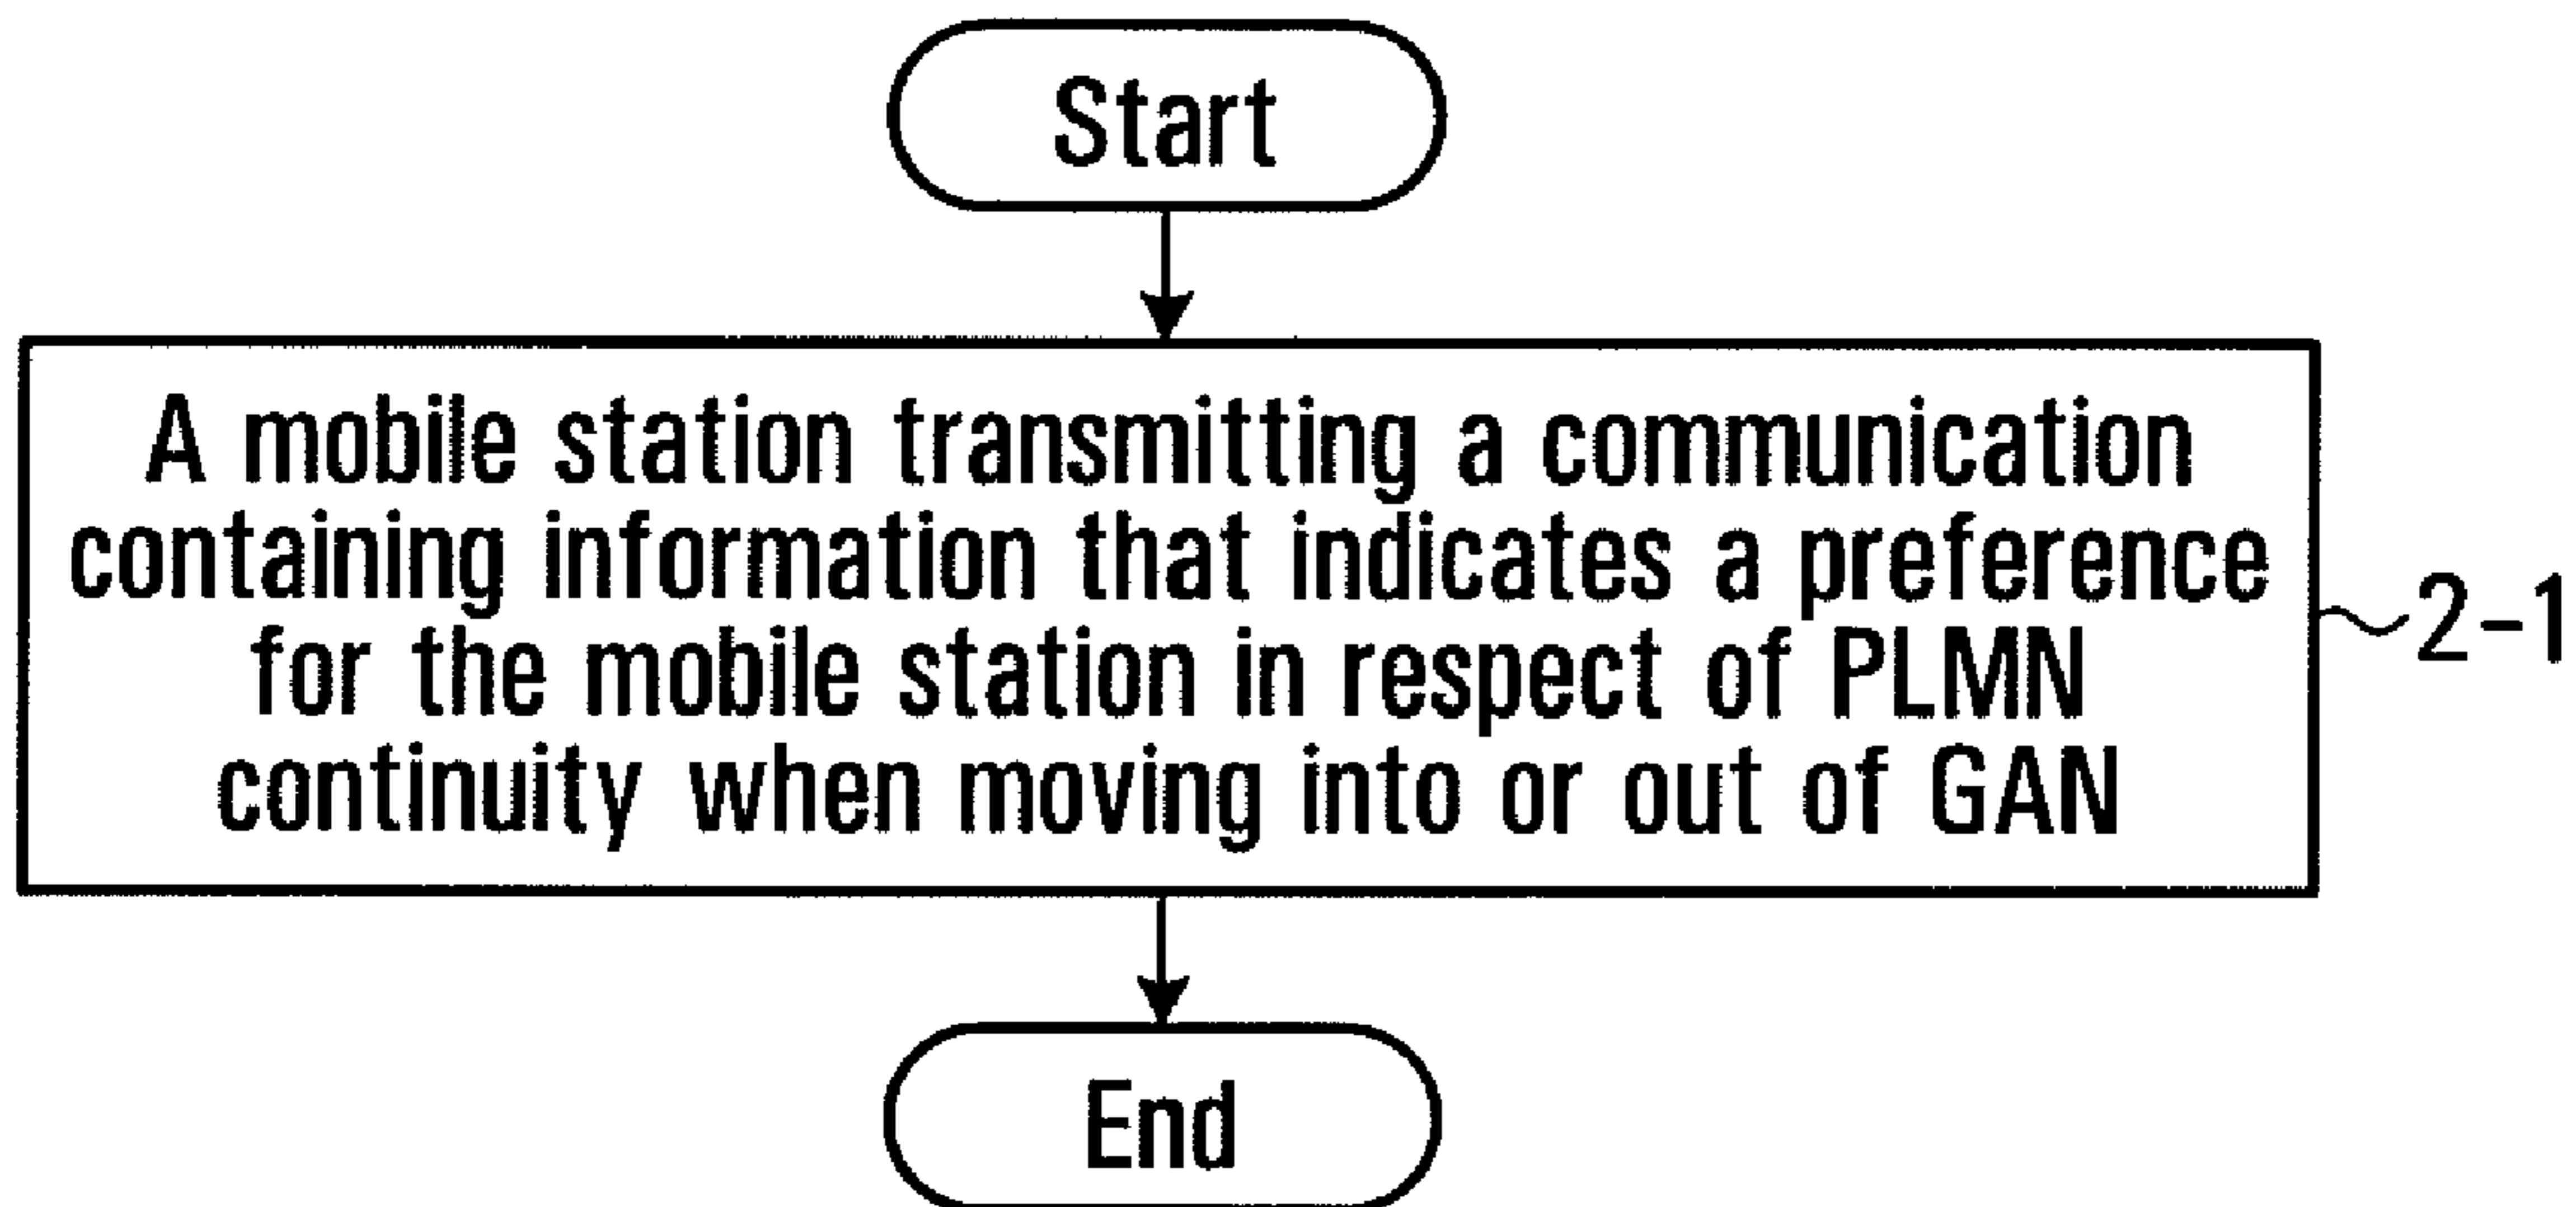 Start
A mobile station transmitting a communication
containing information that indicates a preference
for the mobile station in respect of PLMN
continuity when moving into or out of GAN
2-1
End